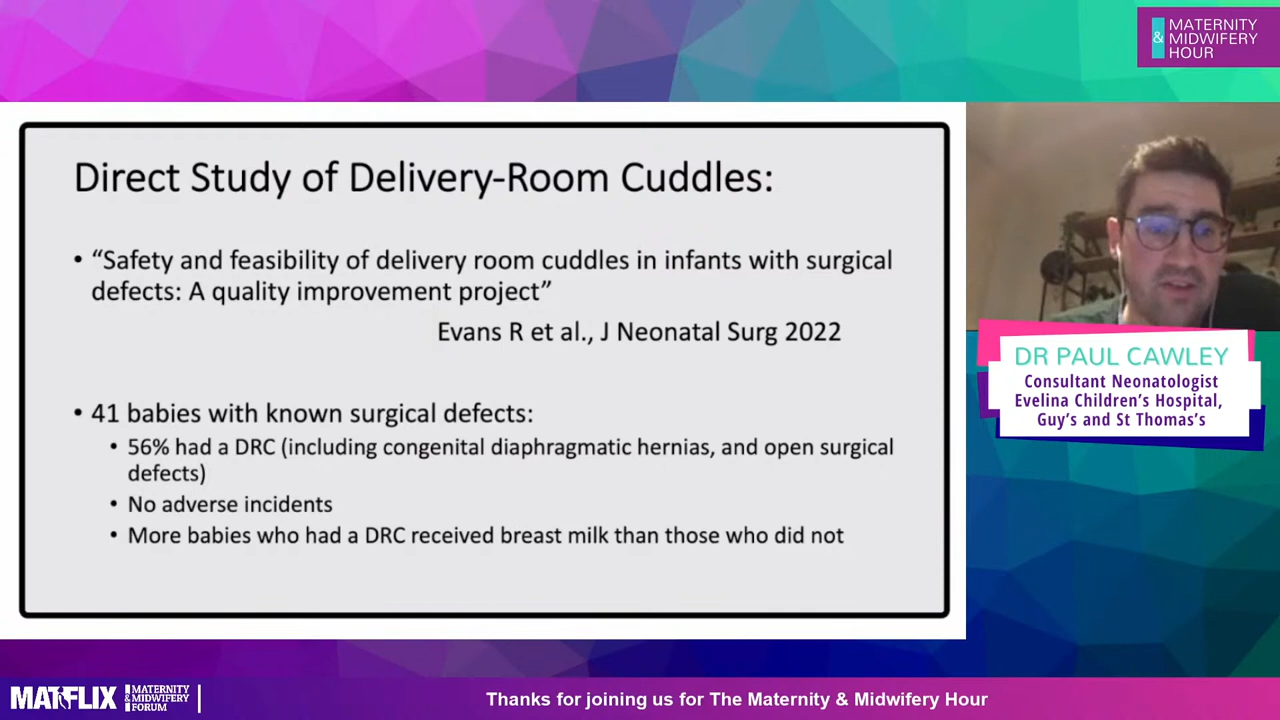 & MATERNITY
MIDWIFERY
HOUR
Direct Study of Delivery-Room Cuddles:
• “Safety and feasibility of delivery room cuddles in infants with surgical
defects: A quality improvement project”
Evans R et al., J Neonatal Surg 2022
• 41 babies with known surgical defects:
• 56% had a DRC (including congenital diaphragmatic hernias, and open surgical
defects)
• No adverse incidents
• More babies who had a DRC received breast milk than those who did not
DR PAUL CAWLEY
Consultant Neonatologist
Evelina Children’s Hospital,
Guy’s and St Thomas’s
MATFLIX
MATERNITY
& MIDWIFERY
FORUM
Thanks for joining us for The Maternity & Midwifery Hour